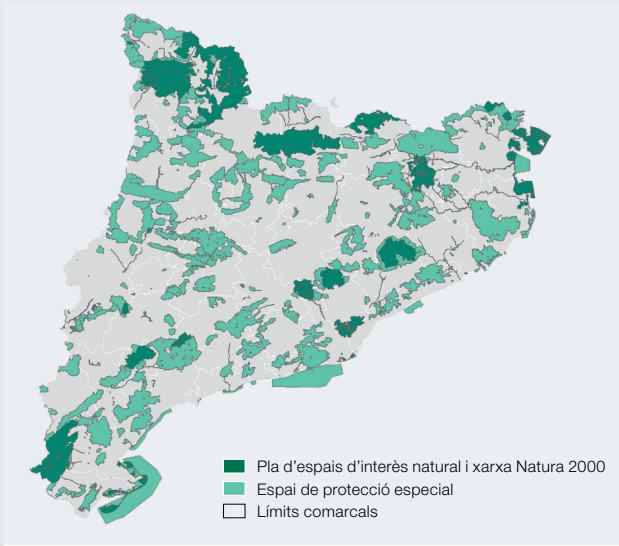 Pla d'espais d'interès natural i xarxa Natura 2000
Espai de protecció especial
Límits comarcals